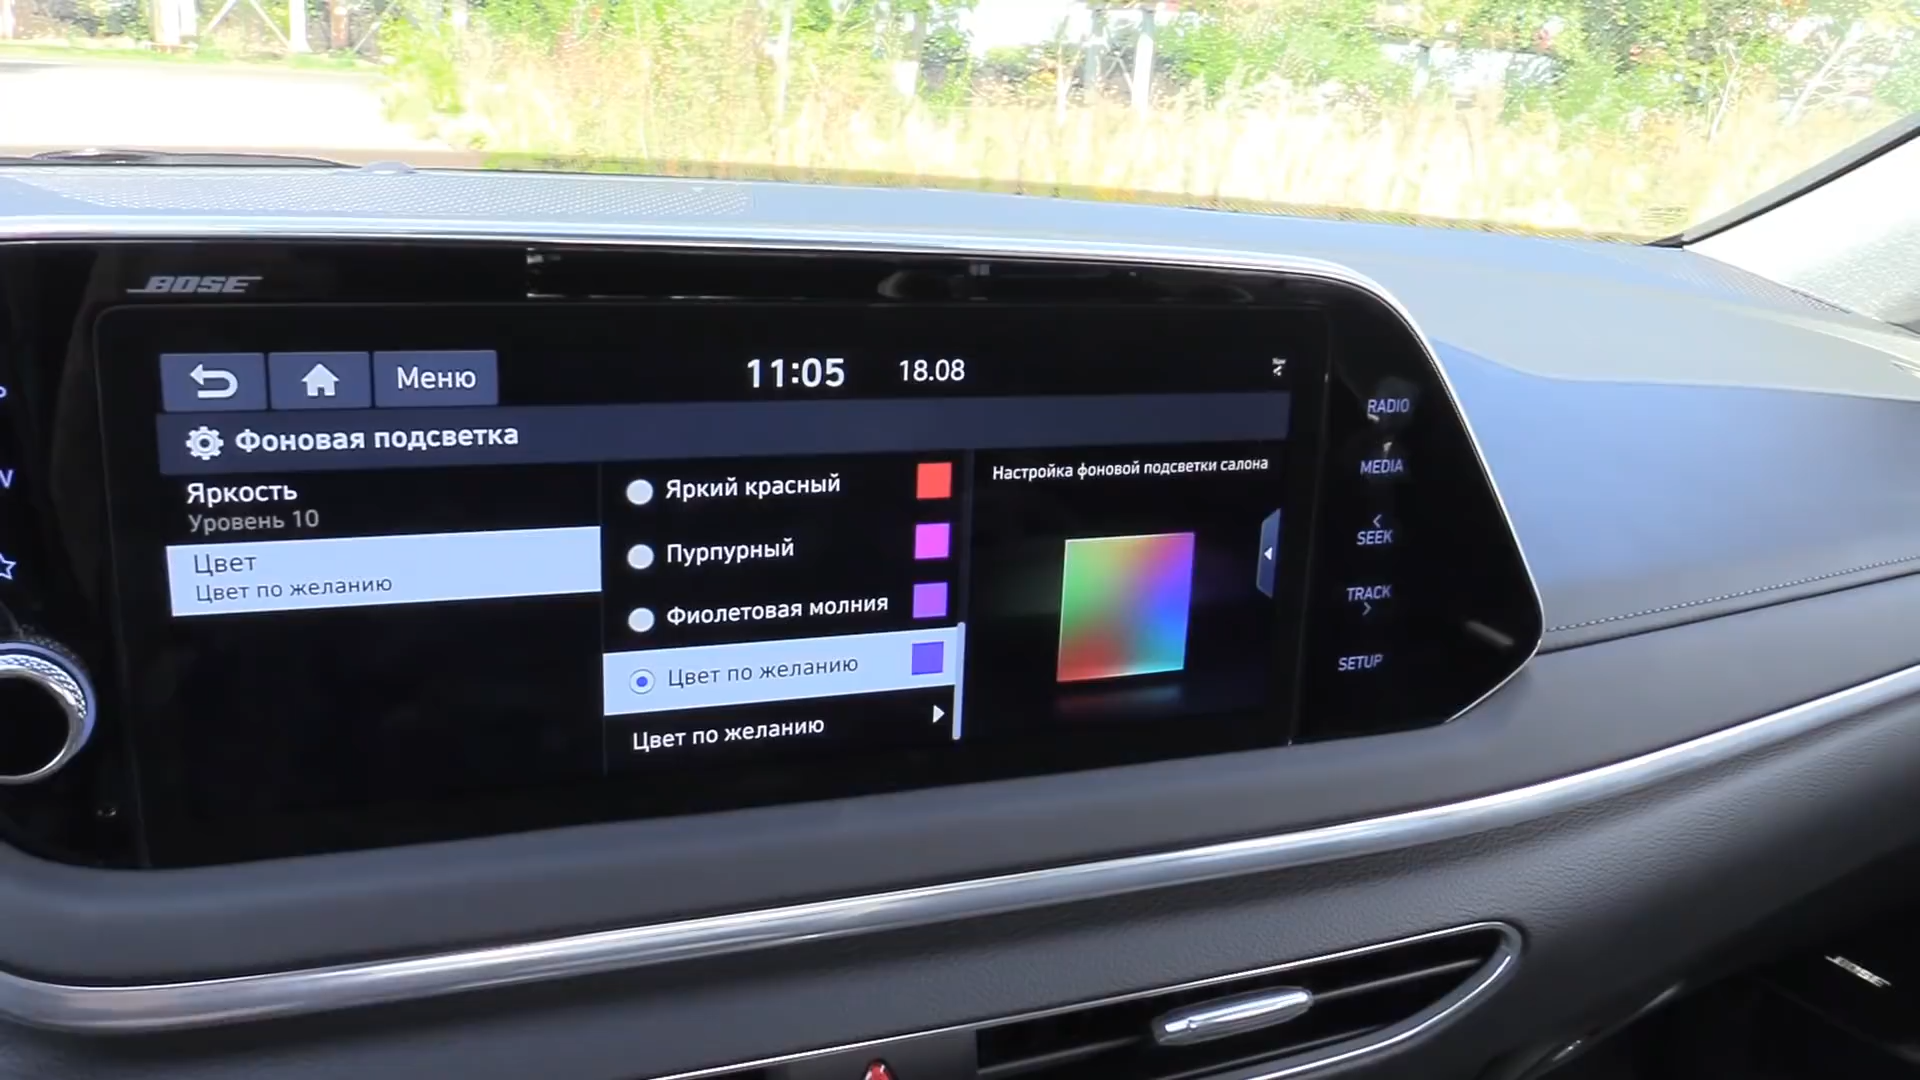 BOSE
Меню
11:05
18.08
Фоновая подсветка
Яркость
Уровень 10
Цвет
Цвет по желанию
Яркий красный
Пурпурный
Фиолетовая молния
Цвет по желанию
Цвет по желанию
Настройка фоновой подсветки салона
RADIO
MEDIA
<
SEEK
TRACK
>
SETUP
BOSE